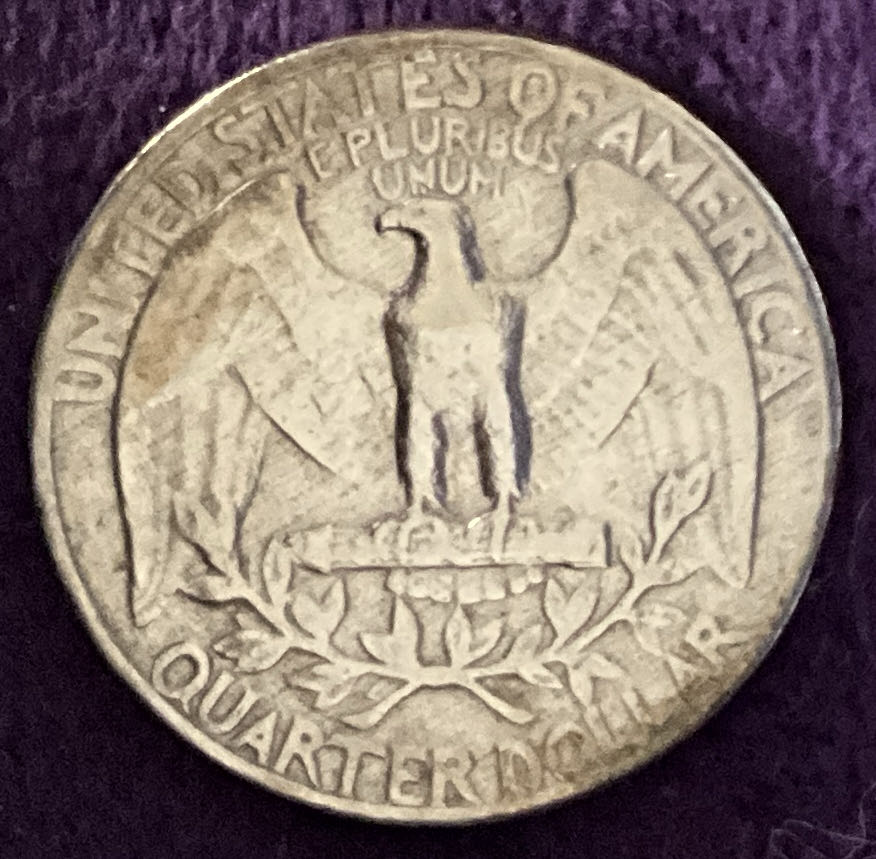 UNITED STATES OF AMERICA
E PLURIBUS
UNUM
QUARTER DOLLAR